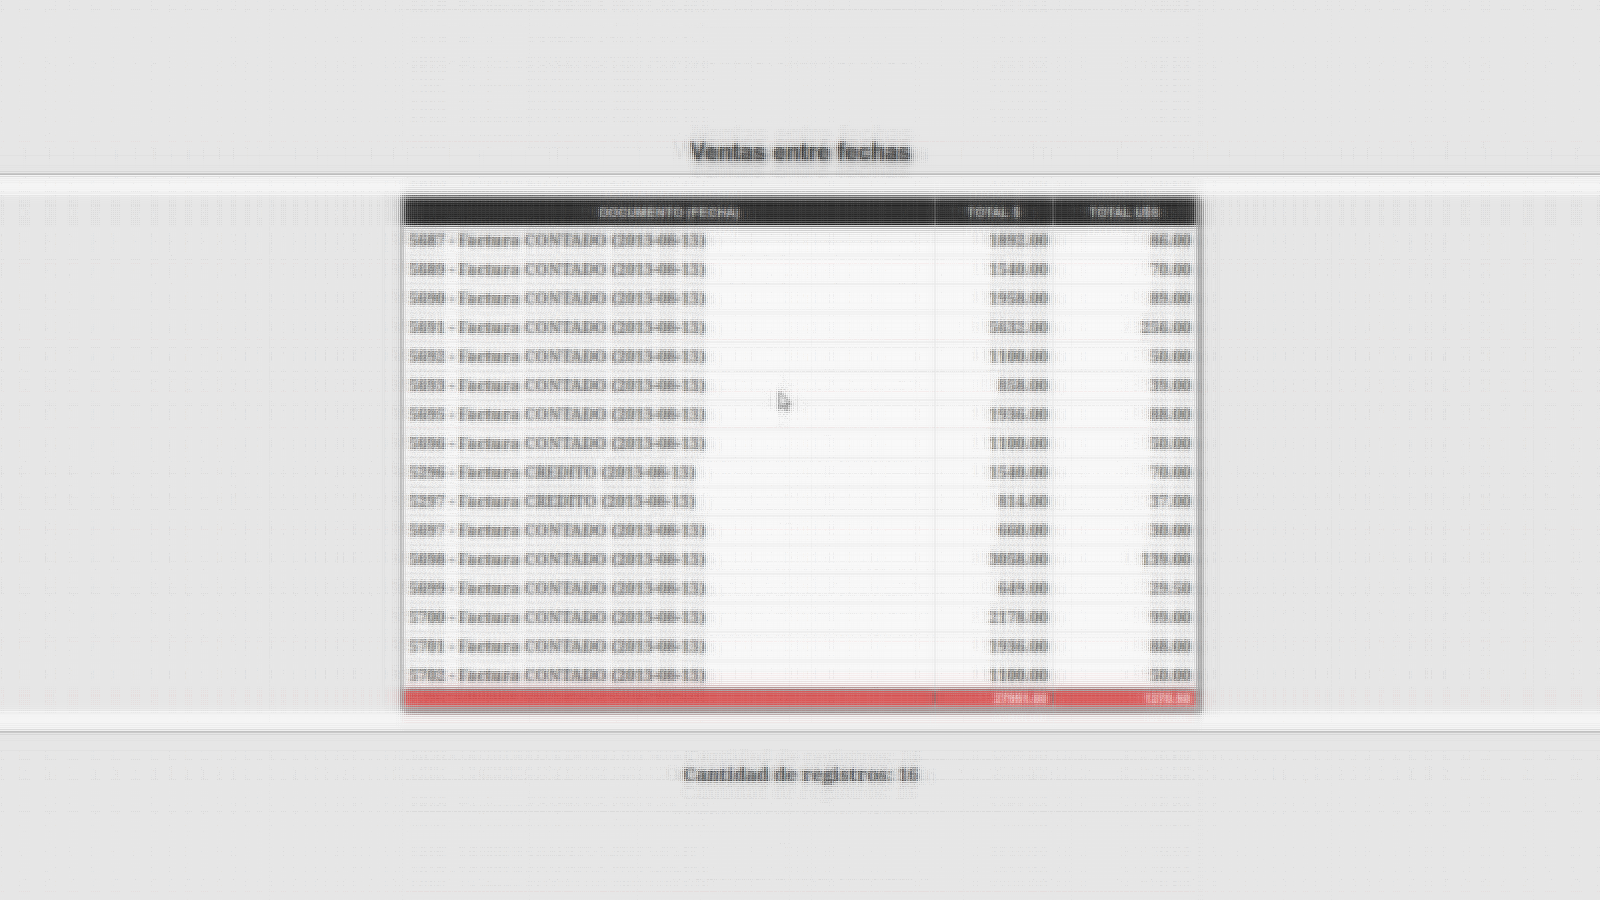 Ventas entre fechas
DOCUMENTO (FECHA) TOTAL $ TOTAL U$S
5687 - Factura CONTADO (2013-08-13) 1892.00 86.00
5689 - Factura CONTADO (2013-08-13) 1540.00 70.00
5690 - Factura CONTADO (2013-08-13) 1958.00 89.00
5691 - Factura CONTADO (2013-08-13) 5632.00 256.00
5692 - Factura CONTADO (2013-08-13) 1100.00 50.00
5693 - Factura CONTADO (2013-08-13) 858.00 39.00
5695 - Factura CONTADO (2013-08-13) 1936.00 88.00
5696 - Factura CONTADO (2013-08-13) 1100.00 50.00
5296 - Factura CREDITO (2013-08-13) 1540.00 70.00
5297 - Factura CREDITO (2013-08-13) 814.00 37.00
5697 - Factura CONTADO (2013-08-13) 660.00 30.00
5698 - Factura CONTADO (2013-08-13) 3058.00 139.00
5699 - Factura CONTADO (2013-08-13) 649.00 29.50
5700 - Factura CONTADO (2013-08-13) 2178.00 99.00
5701 - Factura CONTADO (2013-08-13) 1936.00 88.00
5702 - Factura CONTADO (2013-08-13) 1100.00 50.00
1270.50
Cantidad de registros: 16